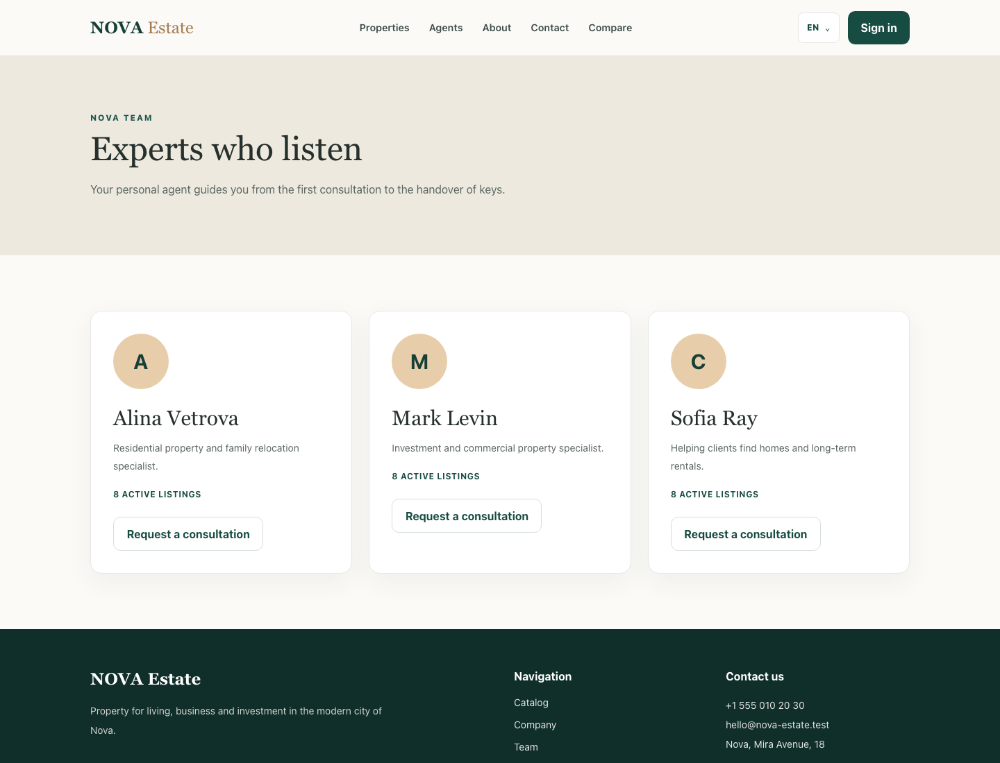 NOVA Estate
Properties
Agents
About
Contact
Compare
EN
Sign in
NOVA TEAM
Experts who listen
Your personal agent guides you from the first consultation to the handover of keys.
A
Alina Vetrova
Residential property and family relocation
specialist.
8 ACTIVE LISTINGS
Request a consultation
M
Mark Levin
Investment and commercial property specialist.
8 ACTIVE LISTINGS
Request a consultation
C
Sofia Ray
Helping clients find homes and long-term
rentals.
8 ACTIVE LISTINGS
Request a consultation
NOVA Estate
Property for living, business and investment in the modern city of
Nova.
Navigation
Catalog
Company
Team
Contact us
+1 555 010 20 30
hello@nova-estate.test
Nova, Mira Avenue, 18